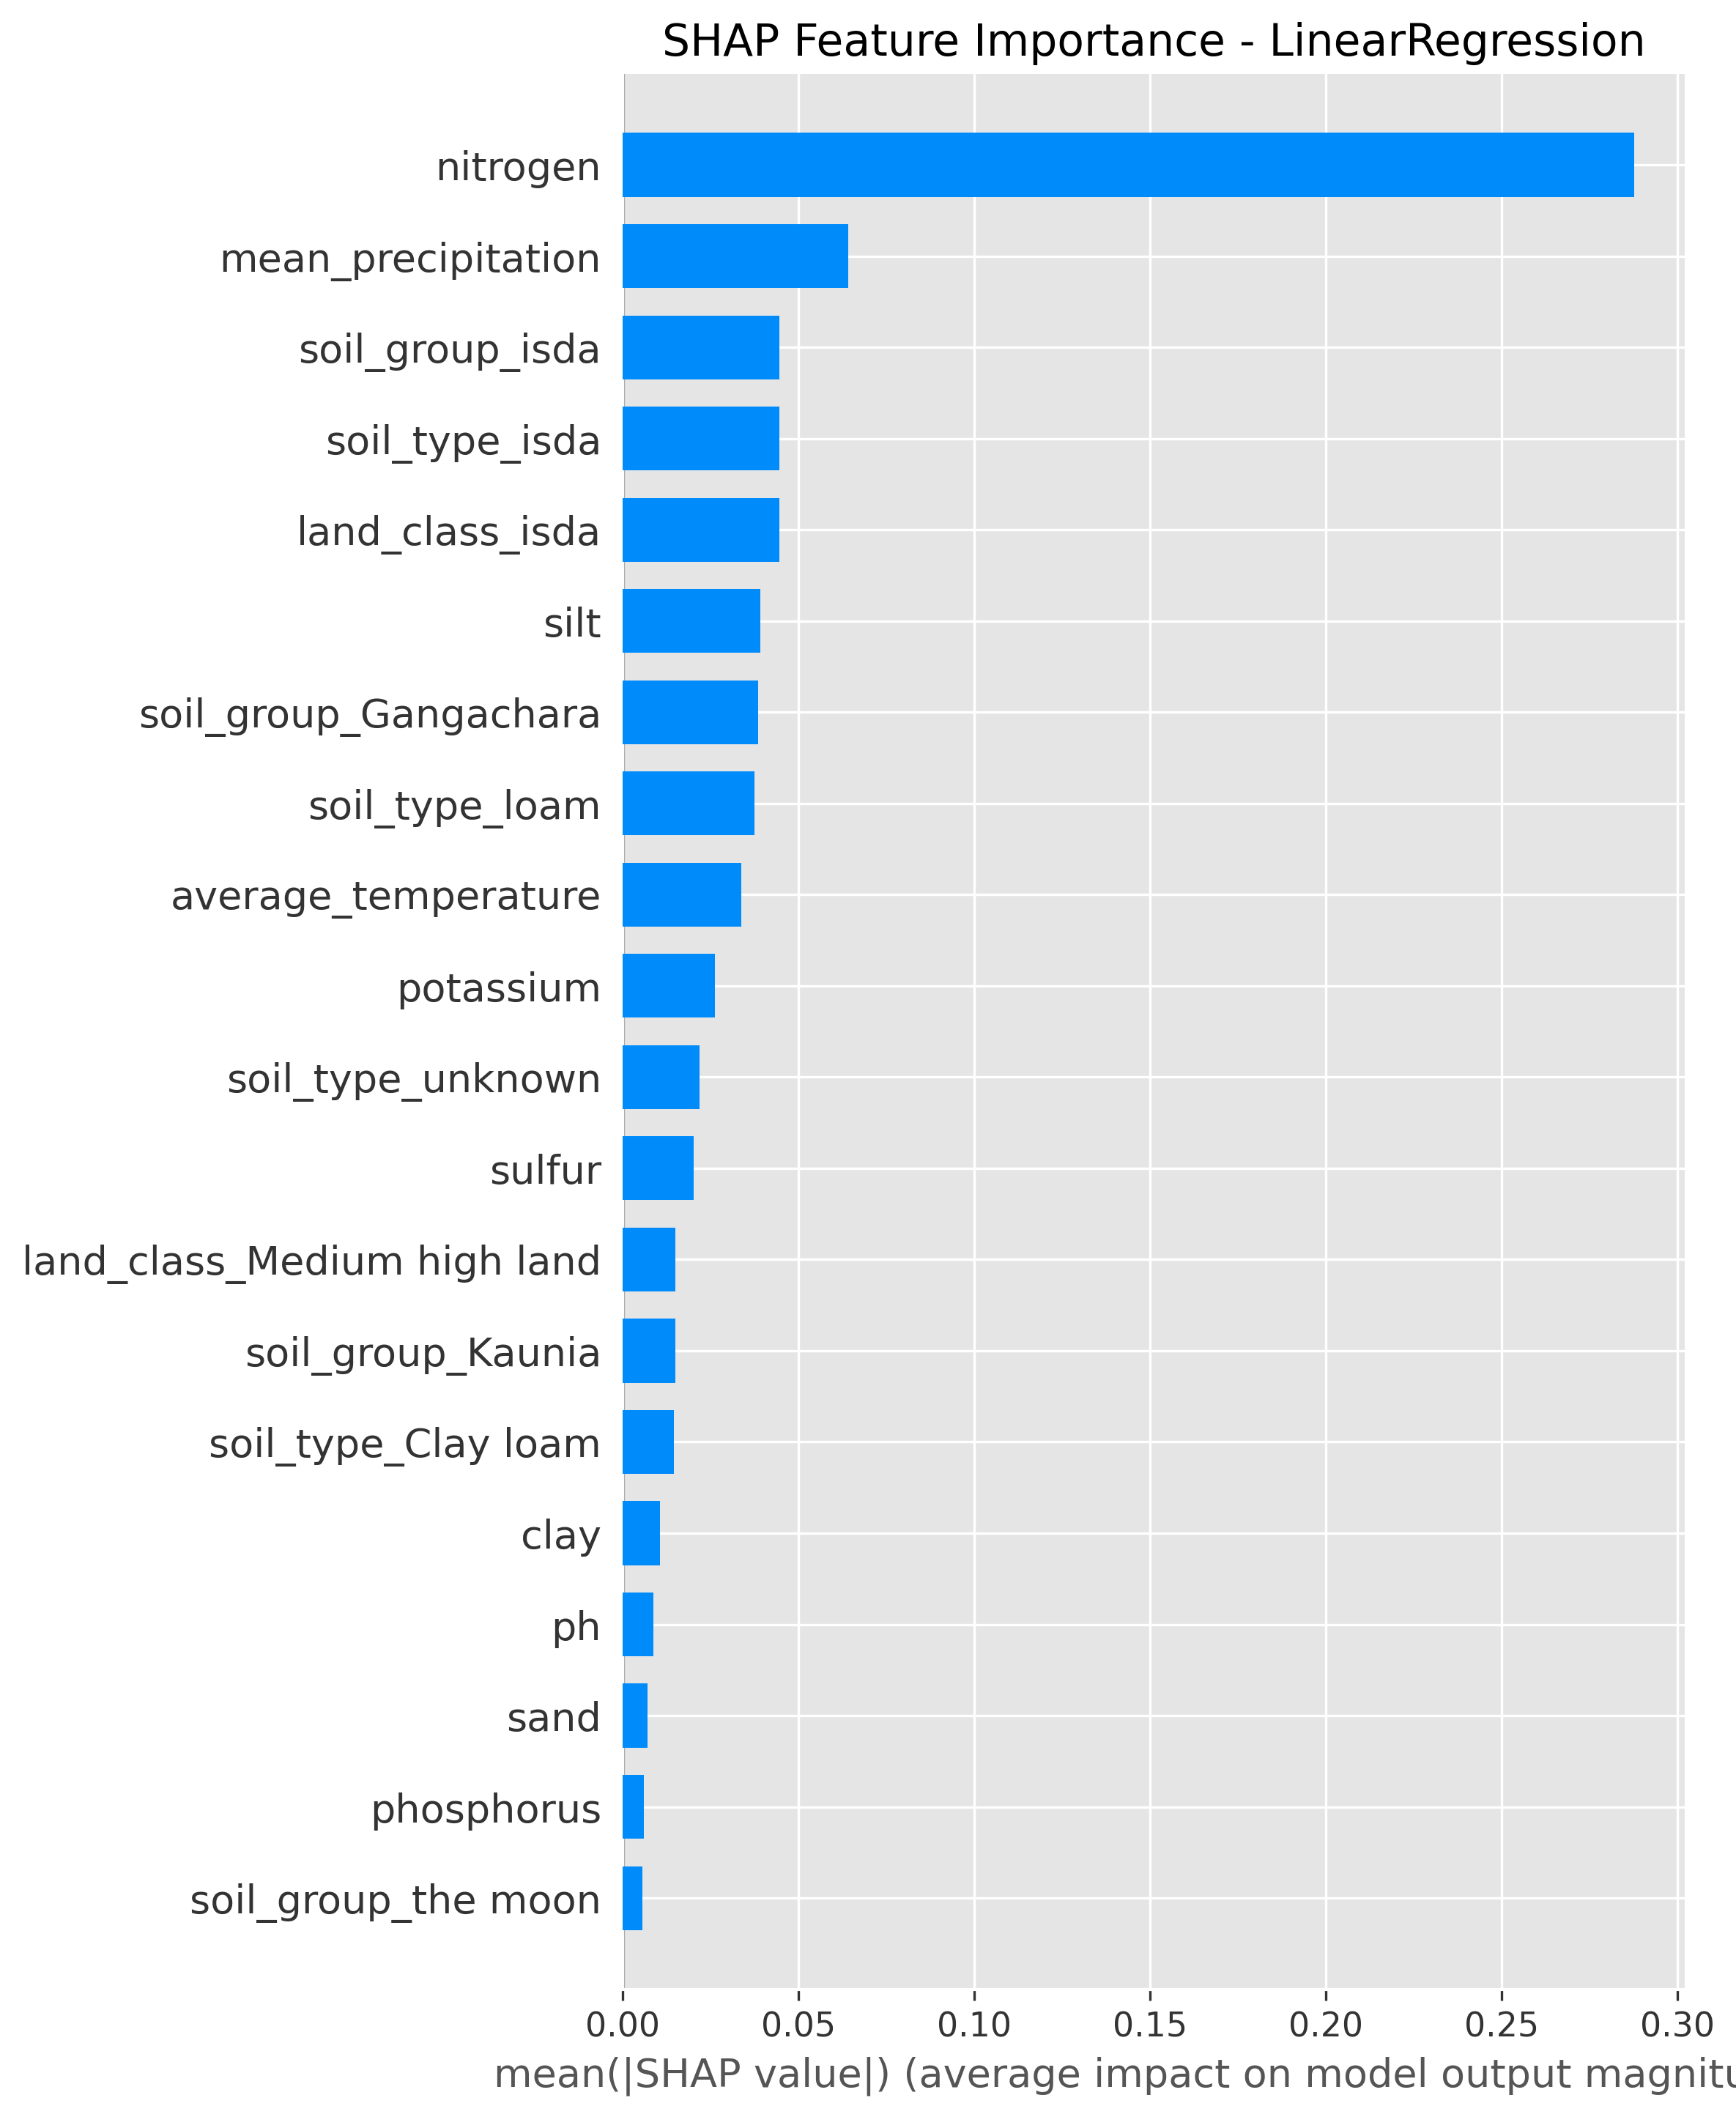 SHAP Feature Importance - LinearRegression
nitrogen
mean_precipitation
soil_group_isda
soil_type_isda
land_class_isda
silt
soil_group_Gangachara
soil_type_loam
average_temperature
potassium
soil_type_unknown
sulfur
land_class_Medium high land
soil_group_Kaunia
soil_type_Clay loam
clay
ph
sand
phosphorus
soil_group_the moon
0.00 0.05 0.10 0.15 0.20 0.25 0.30
mean(|SHAP value|) (average impact on model output magnitu